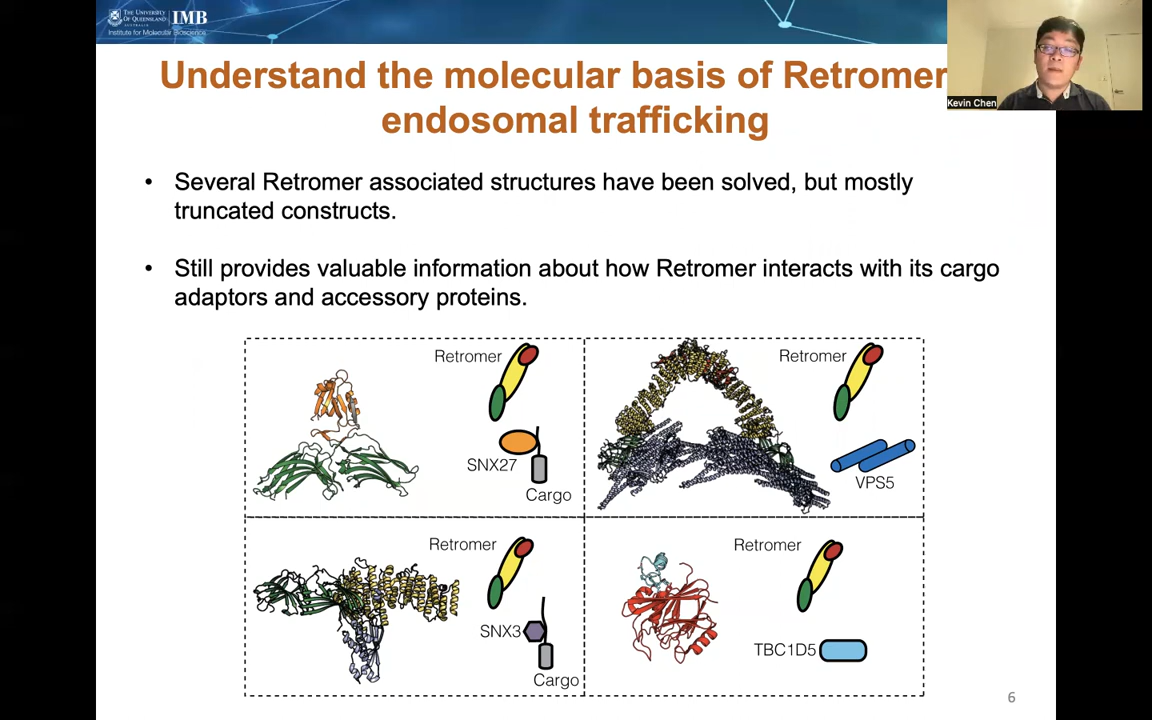 THE UNIVERSITY
OF QUEENSLAND
AUSTRALIA
IMB
Institute for Molecular Bioscience
Kevin Chen
Understand the molecular basis of Retromer
endosomal trafficking
• Several Retromer associated structures have been solved, but mostly
truncated constructs.
• Still provides valuable information about how Retromer interacts with its cargo
adaptors and accessory proteins.
Retromer
SNX27
Cargo
Retromer
VPS5
Retromer
SNX3
Cargo
Retromer
TBC1D5
6